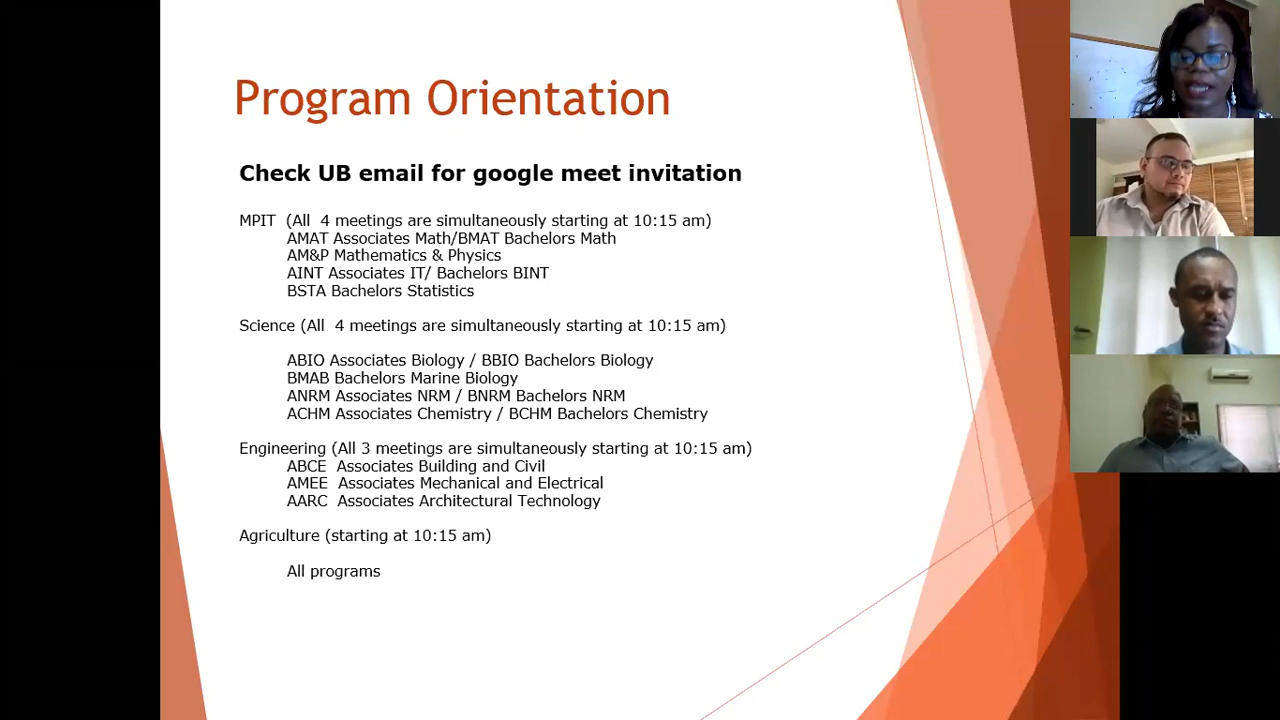 Program Orientation
Check UB email for google meet invitation
MPIT (All 4 meetings are simultaneously starting at 10:15 am)
AMAT Associates Math/BMAT Bachelors Math
AM&P Mathematics & Physics
AINT Associates IT/ Bachelors BINT
BSTA Bachelors Statistics
Science (All 4 meetings are simultaneously starting at 10:15 am)
ABIO Associates Biology / BBIO Bachelors Biology
BMAB Bachelors Marine Biology
ANRM Associates NRM / BNRM Bachelors NRM
ACHM Associates Chemistry / BCHM Bachelors Chemistry
Engineering (All 3 meetings are simultaneously starting at 10:15 am)
ABCE Associates Building and Civil
AMEE Associates Mechanical and Electrical
AARC Associates Architectural Technology
Agriculture (starting at 10:15 am)
All programs